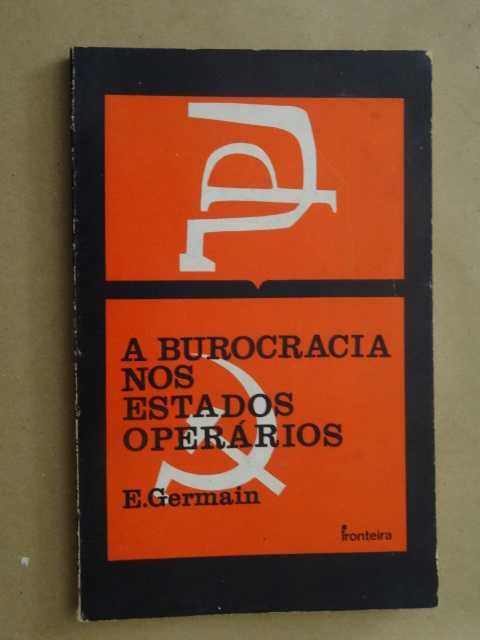 A BUROCRACIA
NOS
ESTADOS
OPERÁRIOS
E.Germain
fronteira